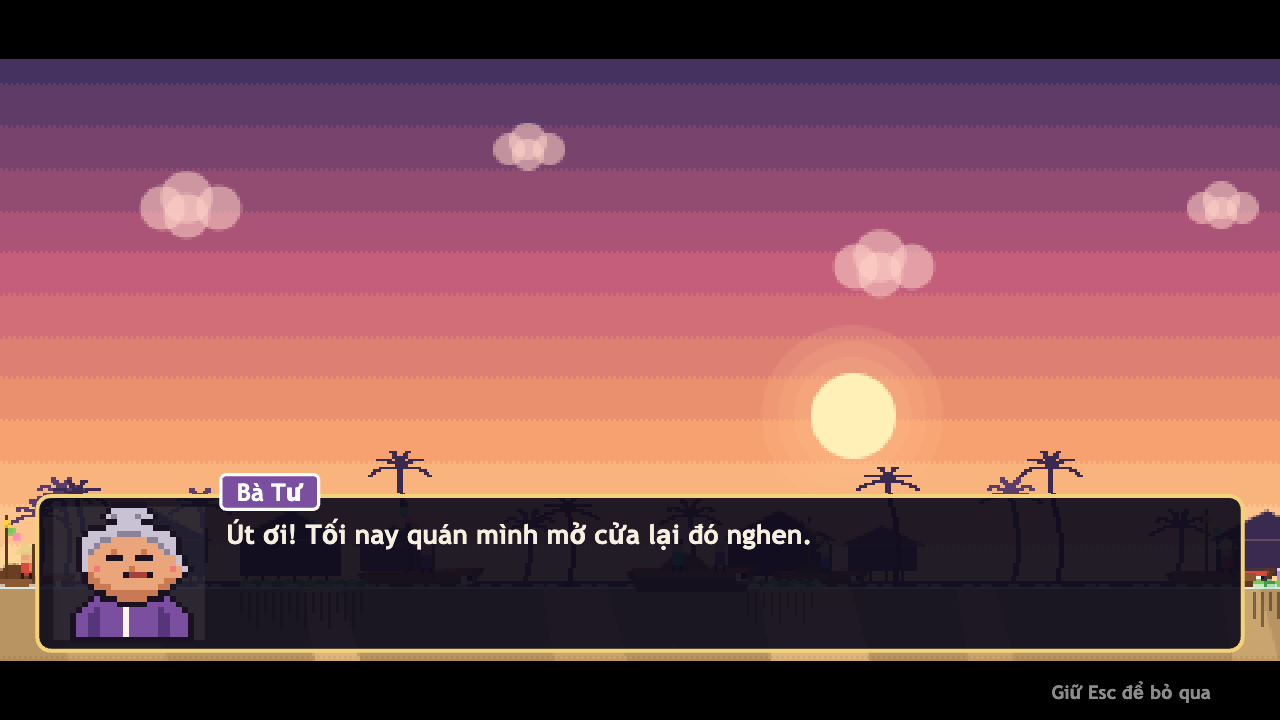 Bà Tư
Út ơi! Tối nay quán mình mở cửa lại đó nghen.
Giữ Esc để bỏ qua